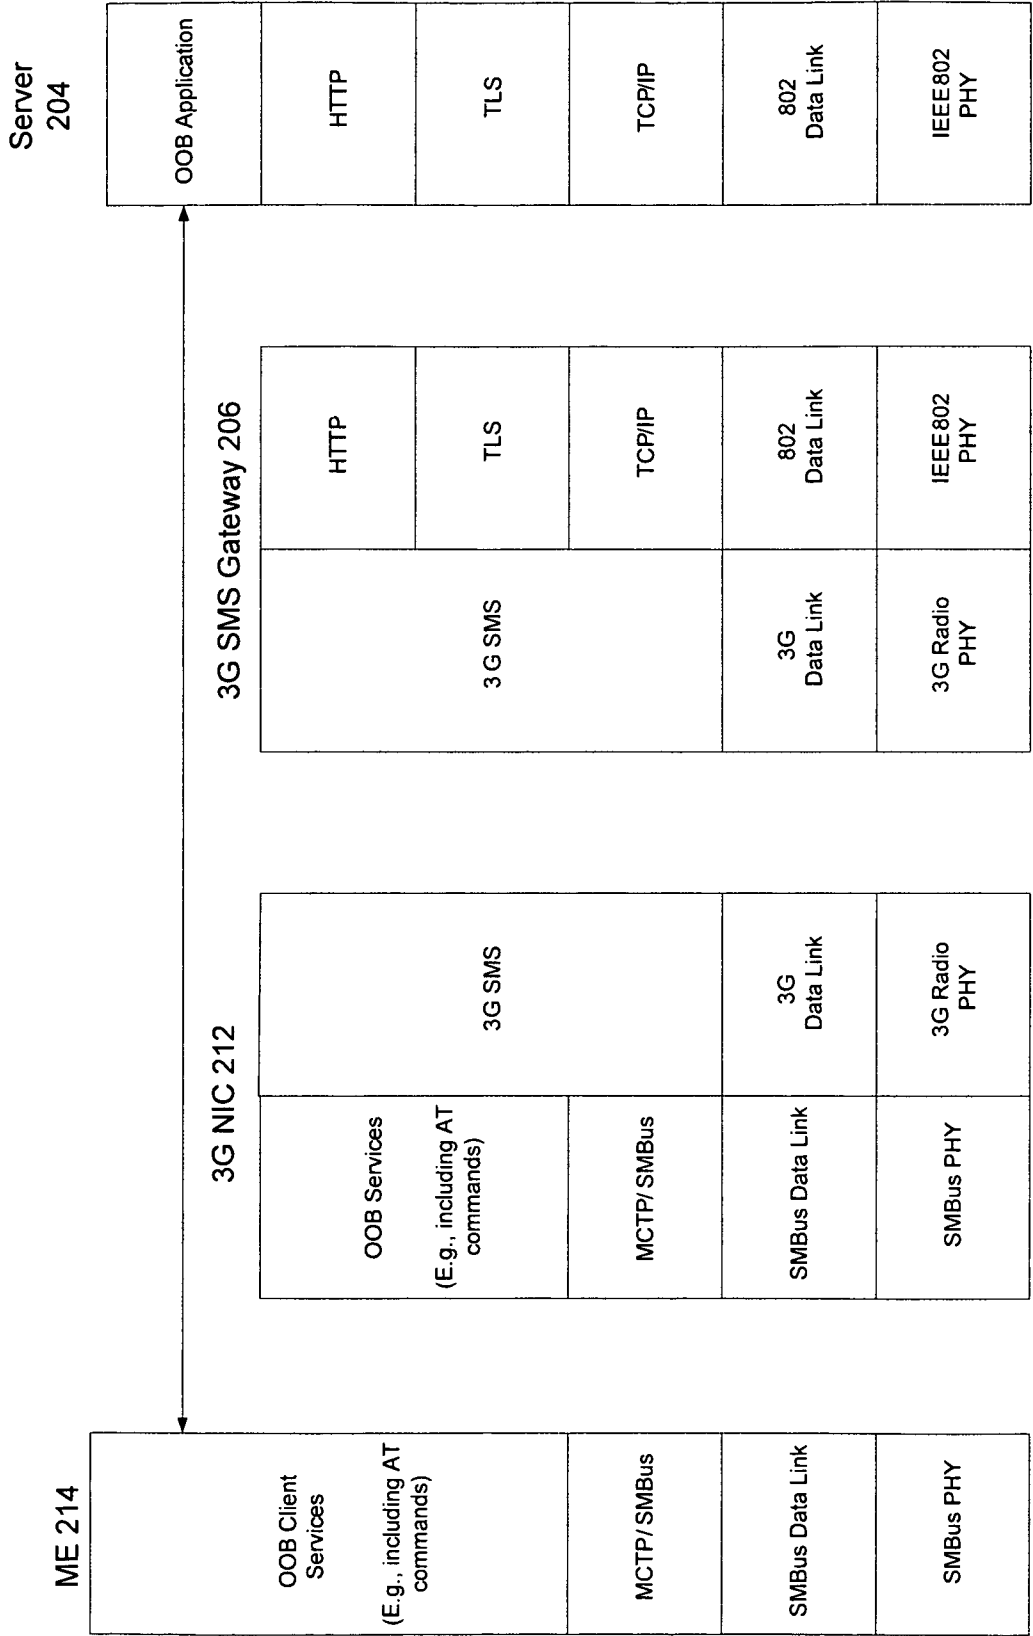 ME 214
OOB Client
Services
(E.g., including AT
commands)
MCTP/ SMBus
SMBus Data Link
SMBus PHY
3G NIC 212
OOB Services
(E.g., including AT
commands)
MCTP/ SMBus
SMBus Data Link
SMBus PHY
3G SMS
3G
Data Link
3G Radio
PHY
3G SMS Gateway 206
3 G SMS
3G
Data Link
3G Radio
PHY
HTTP
TLS
TCP/IP
802
Data Link
IEEE802
PHY
Server
204
OOB Application
HTTP
TLS
TCP/IP
802
Data Link
IEEE802
PHY